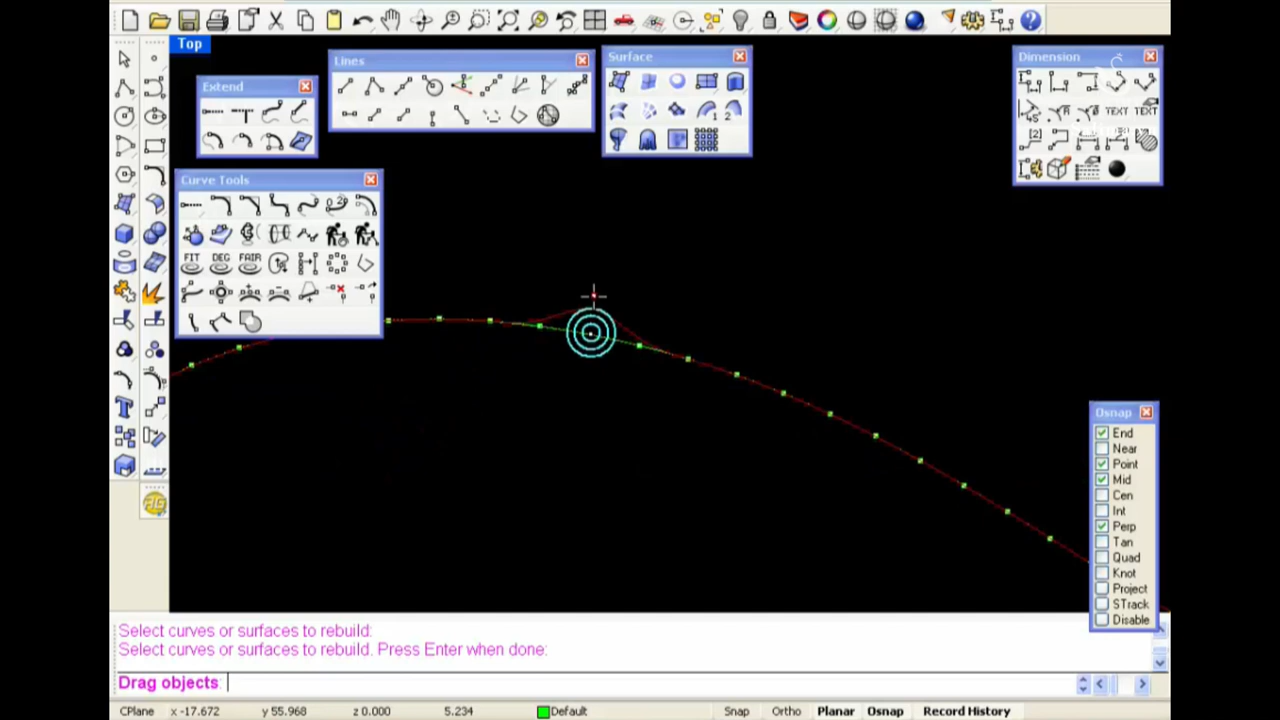 Top
Lines
Surface
Dimension
Extend
TEXT TEXT
Curve Tools
FIT DEG FAIR
Osnap
End
Near
Point
Mid
Cen
Int
Perp
Tan
Quad
Knot
Project
STrack
Disable
Select curves or surfaces to rebuild:
Select curves or surfaces to rebuild. Press Enter when done:
Drag objects:
CPlane x -17.672 y 55.968 z 0.000 5.234 Default Snap Ortho Planar Osnap Record History